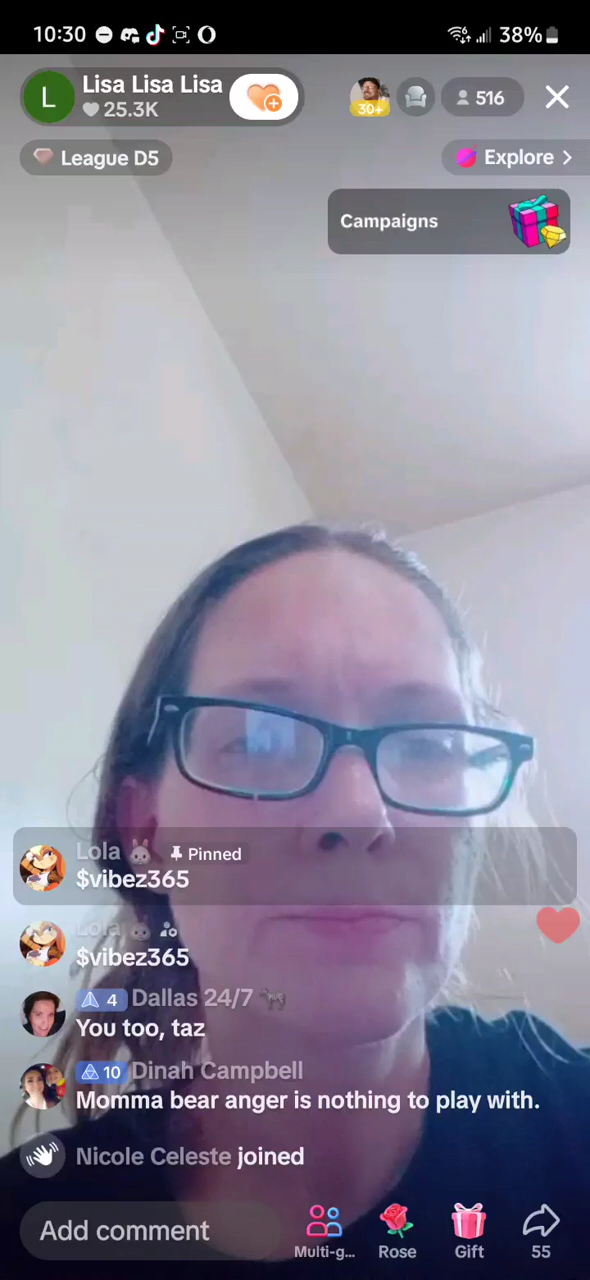 10:30
38%
Lisa Lisa Lisa
25.3K
L
30+
516
League D5
Explore
Campaigns
Lola Pinned
$vibez365
Lola
$vibez365
4 Dallas 24/7
You too, taz
10 Dinah Campbell
Momma bear anger is nothing to play with.
Nicole Celeste joined
Add comment
Multi-g...
Rose
Gift
55